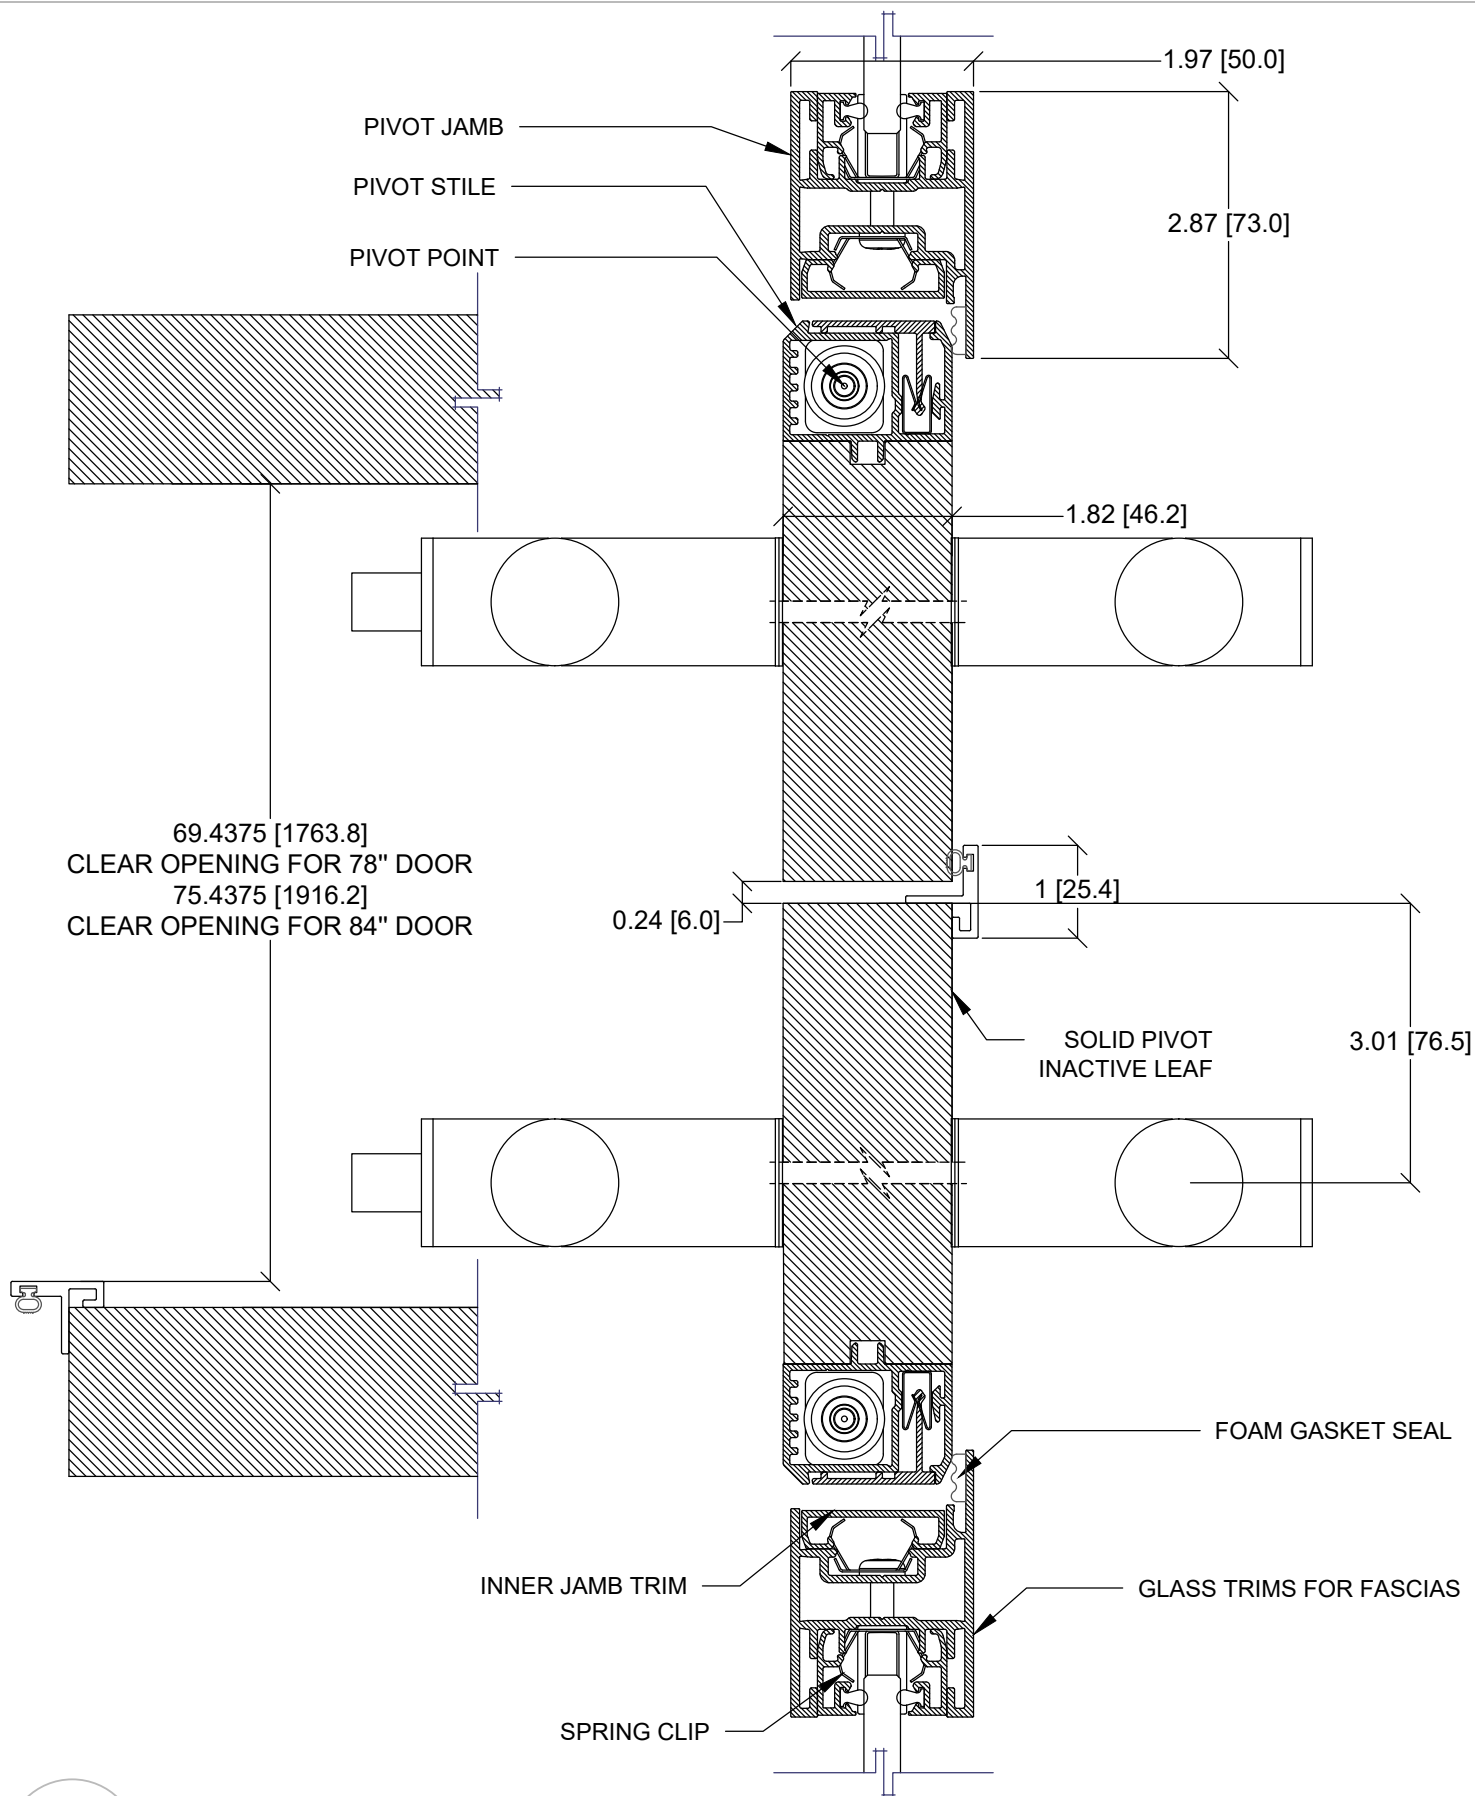 1.97 [50.0]
PIVOT JAMB
PIVOT STILE
2.87 [73.0]
PIVOT POINT
1.82 [46.2]
69.4375 [1763.8]
CLEAR OPENING FOR 78" DOOR
75.4375 [1916.2]
CLEAR OPENING FOR 84" DOOR
0.24 [6.0]
1 [25.4]
SOLID PIVOT
INACTIVE LEAF
3.01 [76.5]
FOAM GASKET SEAL
INNER JAMB TRIM
GLASS TRIMS FOR FASCIAS
SPRING CLIP